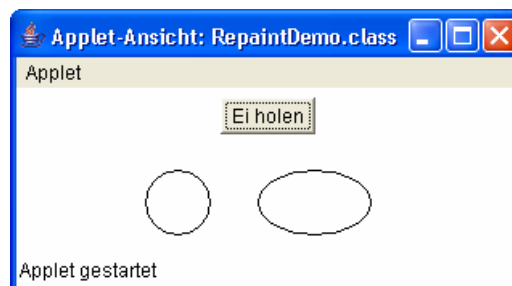 Applet-Ansicht: RepaintDemo.class
Applet
Ei holen
Applet gestartet